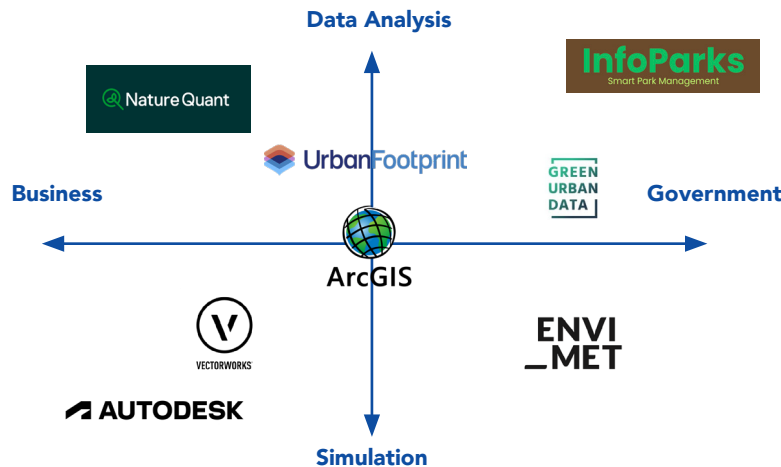 Data Analysis
InfoParks
Smart Park Management
NatureQuant
UrbanFootprint
GREEN
URBAN
DATA
Business
Government
ArcGIS
VECTORWORKS
ENVI
_MET
AUTODESK
Simulation